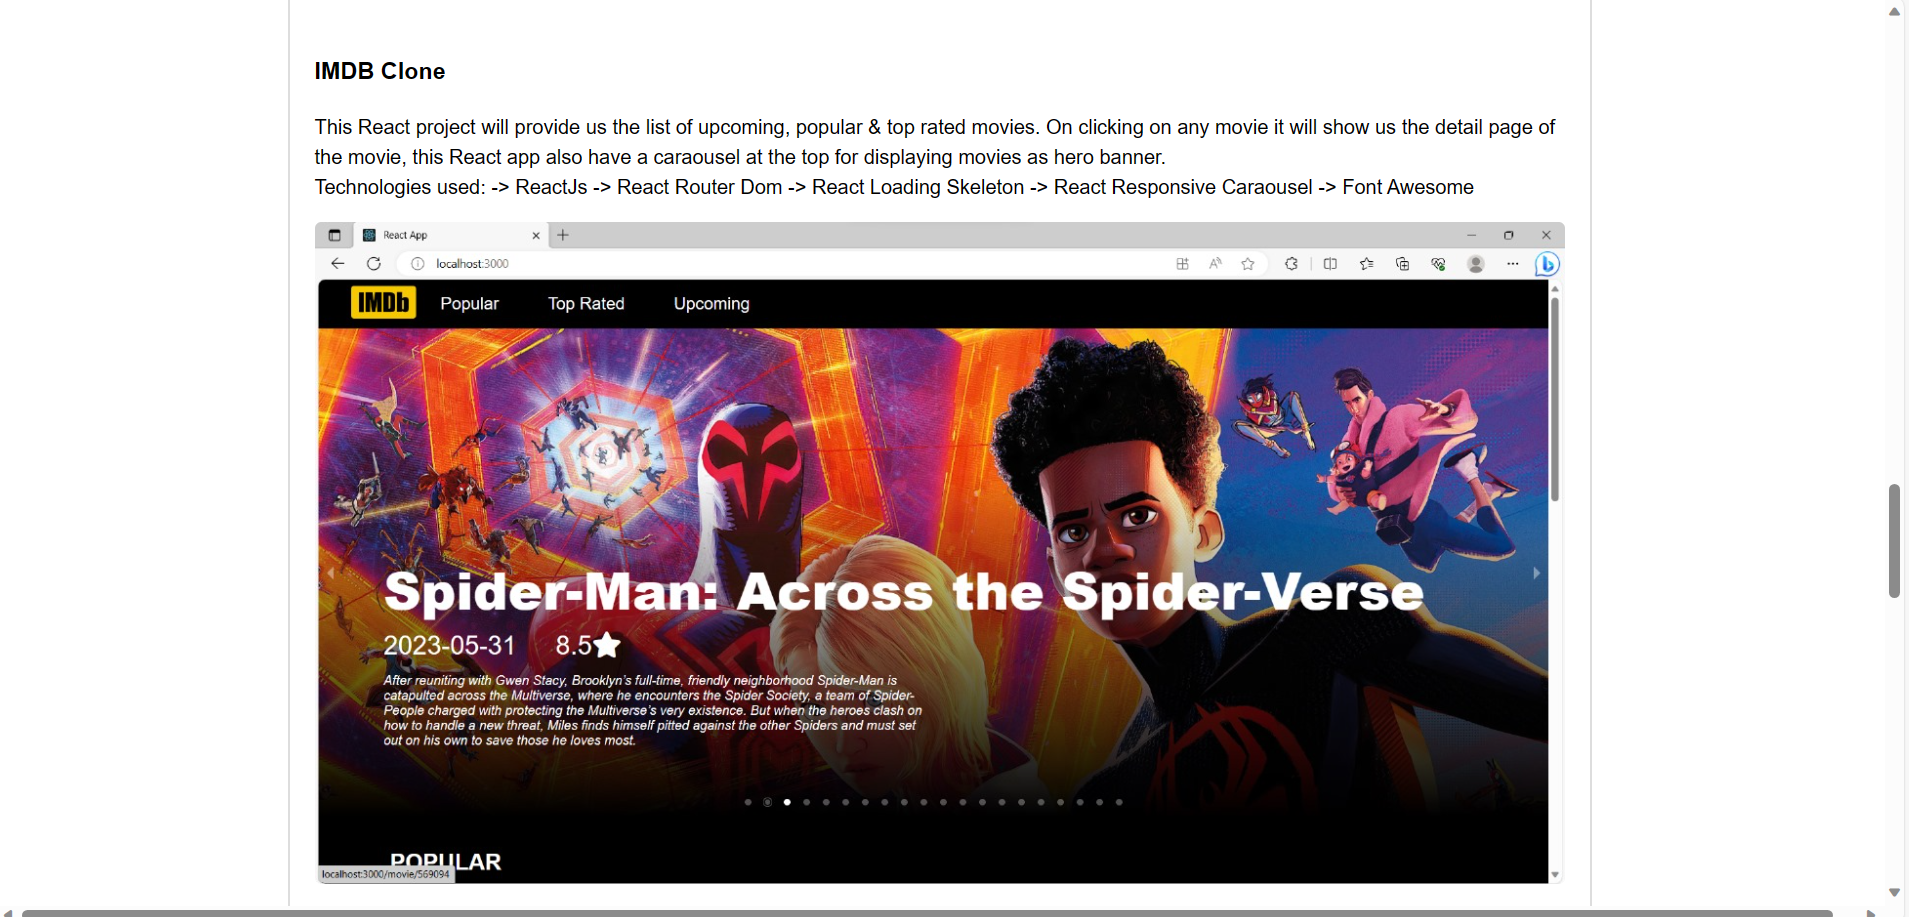 IMDB Clone
This React project will provide us the list of upcoming, popular & top rated movies. On clicking on any movie it will show us the detail page of
the movie, this React app also have a caraousel at the top for displaying movies as hero banner.
Technologies used: -> ReactJs -> React Router Dom -> React Loading Skeleton -> React Responsive Caraousel -> Font Awesome
React App
localhost:3000
IMDb Popular Top Rated Upcoming
Spider-Man: Across the Spider-Verse
2023-05-31 8.5
After reuniting with Gwen Stacy, Brooklyn's full-time, friendly neighborhood Spider-Man is
catapulted across the Multiverse, where he encounters the Spider Society, a team of Spider-
People charged with protecting the Multiverse's very existence. But when the heroes clash on
how to handle a new threat, Miles finds himself pitted against the other Spiders and must set
out on his own to save those he loves most.
POPULAR
localhost:3000/movie/569094